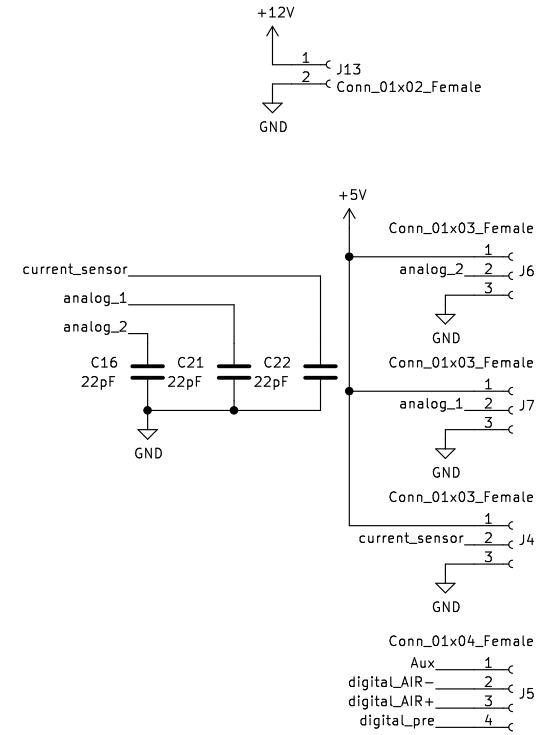 +12V
1
J13
2
Conn_01x02_Female
GND
+5V
Conn_01x03_Female
1
current_sensor
analog_2 2 J6
analog_1
3
analog_2
GND
C16 C21 C22
Conn_01x03_Female
22pF 22pF 22pF
1
analog_1 2 J7
3
GND
GND
Conn_01x03_Female
1
current_sensor 2 J4
3
GND
Conn_01x04_Female
Aux 1
digital_AIR- 2
J5
digital_AIR+ 3
digital_pre 4